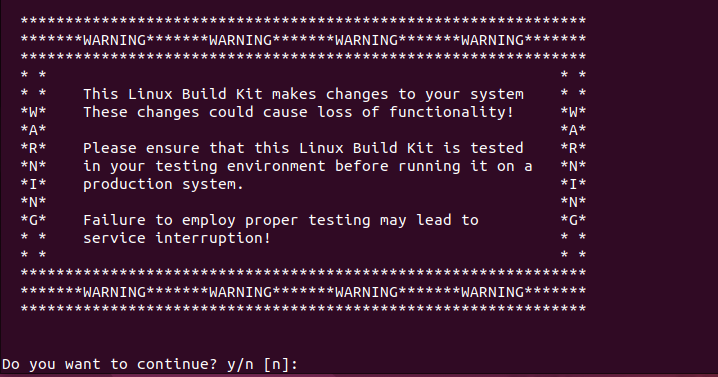 ***************************************************************
*******WARNING*******WARNING*******WARNING*******WARNING*******
***************************************************************
* *                                                         * *
* *    This Linux Build Kit makes changes to your system    * *
*W*    These changes could cause loss of functionality!     *W*
*A*                                                         *A*
*R*    Please ensure that this Linux Build Kit is tested    *R*
*N*    in your testing environment before running it on a   *N*
*I*    production system.                                   *I*
*N*                                                         *N*
*G*    Failure to employ proper testing may lead to         *G*
* *    service interruption!                                * *
* *                                                         * *
***************************************************************
*******WARNING*******WARNING*******WARNING*******WARNING*******
***************************************************************
Do you want to continue? y/n [n]: